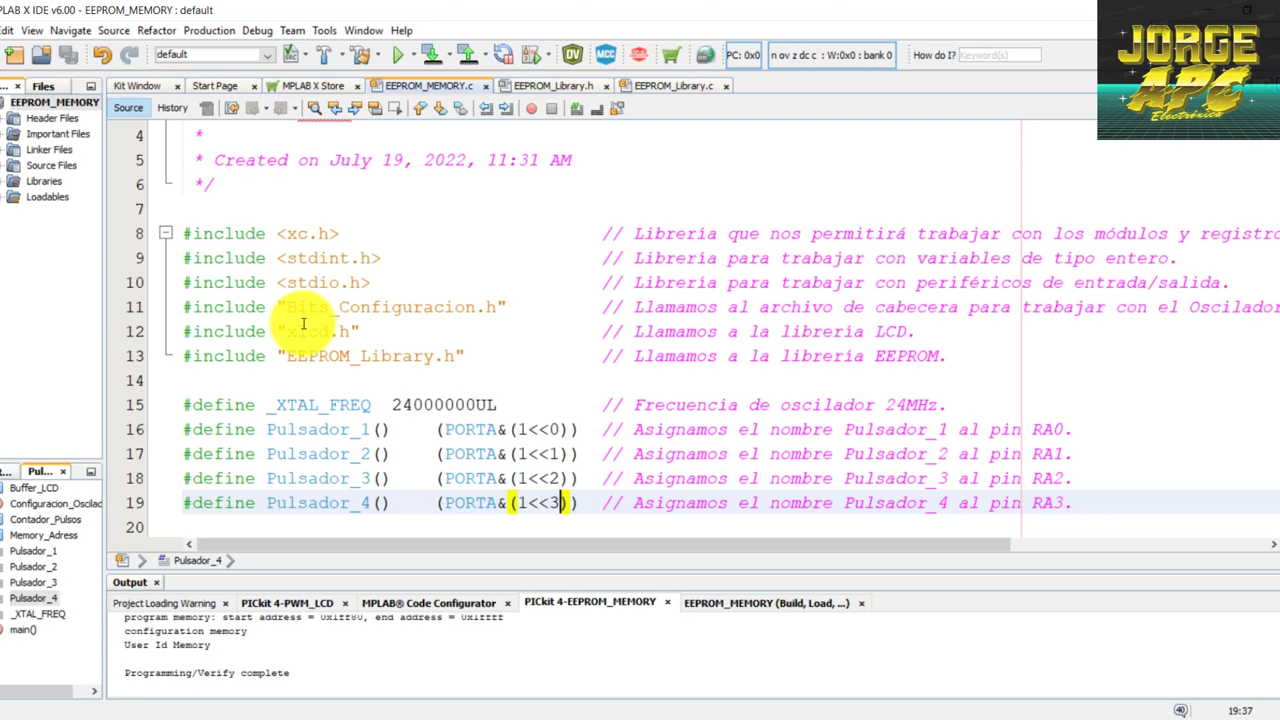 MPLAB X IDE v6.00 - EEPROM_MEMORY : default
Edit View Navigate Source Refactor Production Debug Team Tools Window Help
default
PC: 0x0
n ov z dc c : W:0x0 : bank 0
How do I? Keyword(s)
JORGE
APC
Electrónica
Files
Kit Window
Start Page
MPLAB X Store
EEPROM_MEMORY.c
EEPROM_Library.h
EEPROM_Library.c
EEPROM_MEMORY
Header Files
Important Files
Linker Files
Source Files
Libraries
Loadables
Source History
4 *
5 * Created on July 19, 2022, 11:31 AM
6 */
7
8 #include <xc.h> // Librería que nos permitirá trabajar con los módulos y registro
9 #include <stdint.h> // Librería para trabajar con variables de tipo entero.
10 #include <stdio.h> // Librería para trabajar con periféricos de entrada/salida.
11 #include "Bits_Configuracion.h" // Llamamos al archivo de cabecera para trabajar con el Oscilador
12 #include "xlcd.h" // Llamamos a la librería LCD.
13 #include "EEPROM_Library.h" // Llamamos a la librería EEPROM.
14
15 #define _XTAL_FREQ 24000000UL // Frecuencia de oscilador 24MHz.
16 #define Pulsador_1() (PORTA&(1<<0)) // Asignamos el nombre Pulsador_1 al pin RA0.
17 #define Pulsador_2() (PORTA&(1<<1)) // Asignamos el nombre Pulsador_2 al pin RA1.
18 #define Pulsador_3() (PORTA&(1<<2)) // Asignamos el nombre Pulsador_3 al pin RA2.
19 #define Pulsador_4() (PORTA&(1<<3)) // Asignamos el nombre Pulsador_4 al pin RA3.
20
Pul...
Buffer_LCD
Configuracion_Oscilad
Contador_Pulsos
Memory_Adress
Pulsador_1
Pulsador_2
Pulsador_3
Pulsador_4
_XTAL_FREQ
main()
Pulsador_4
Output
Project Loading Warning
PICkit 4-PWM_LCD
MPLAB® Code Configurator
PICkit 4-EEPROM_MEMORY
EEPROM_MEMORY (Build, Load, ...)
program memory: start address = 0x1ff80, end address = 0x1ffff
configuration memory
User Id Memory
Programming/Verify complete
19:37